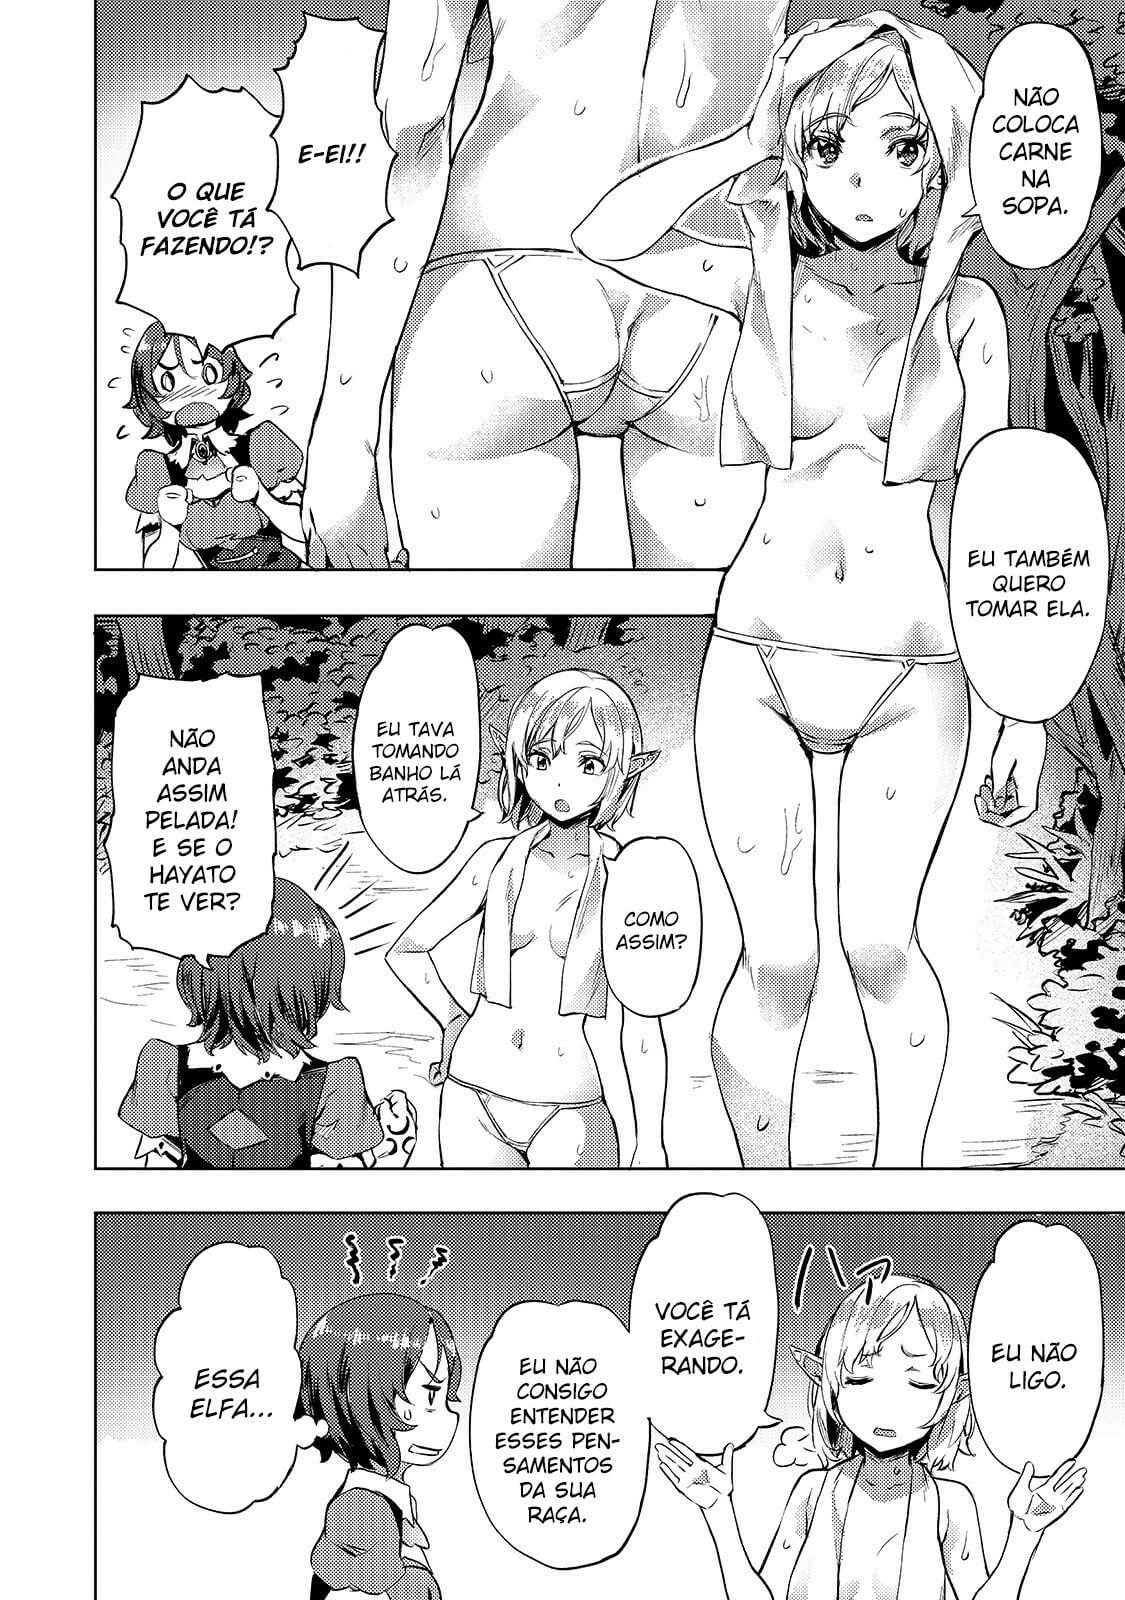 NÃO
COLOCA
CARNE
NA
SOPA.
E-EI!!
O QUE
VOCÊ TÁ
FAZENDO!?
EU TAMBÉM
QUERO
TOMAR ELA.
EU TAVA
TOMANDO
BANHO LÁ
ATRÁS.
COMO
ASSIM?
NÃO
ANDA
ASSIM
PELADA!
E SE O
HAYATO
TE VER?
EU NÃO
LIGO.
ハァ
VOCÊ TÁ
EXAGE-
RANDO.
EU NÃO
CONSIGO
ENTENDER
ESSES PEN-
SAMENTOS
DA SUA
RAÇA.
ESSA
ELFA...